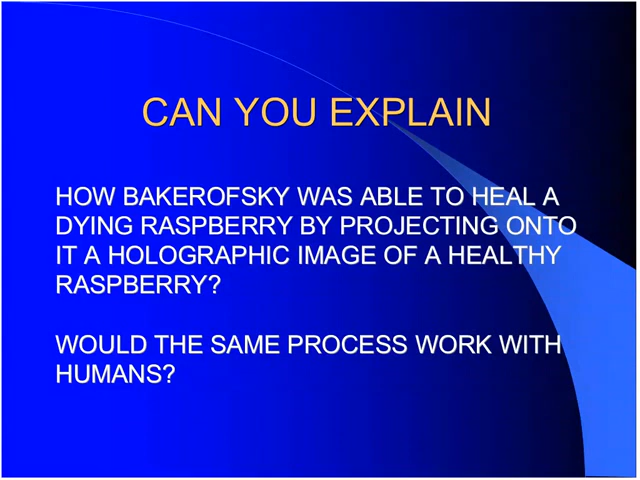 CAN YOU EXPLAIN
HOW BAKEROFSKY WAS ABLE TO HEAL A
DYING RASPBERRY BY PROJECTING ONTO
IT A HOLOGRAPHIC IMAGE OF A HEALTHY
RASPBERRY?
WOULD THE SAME PROCESS WORK WITH
HUMANS?